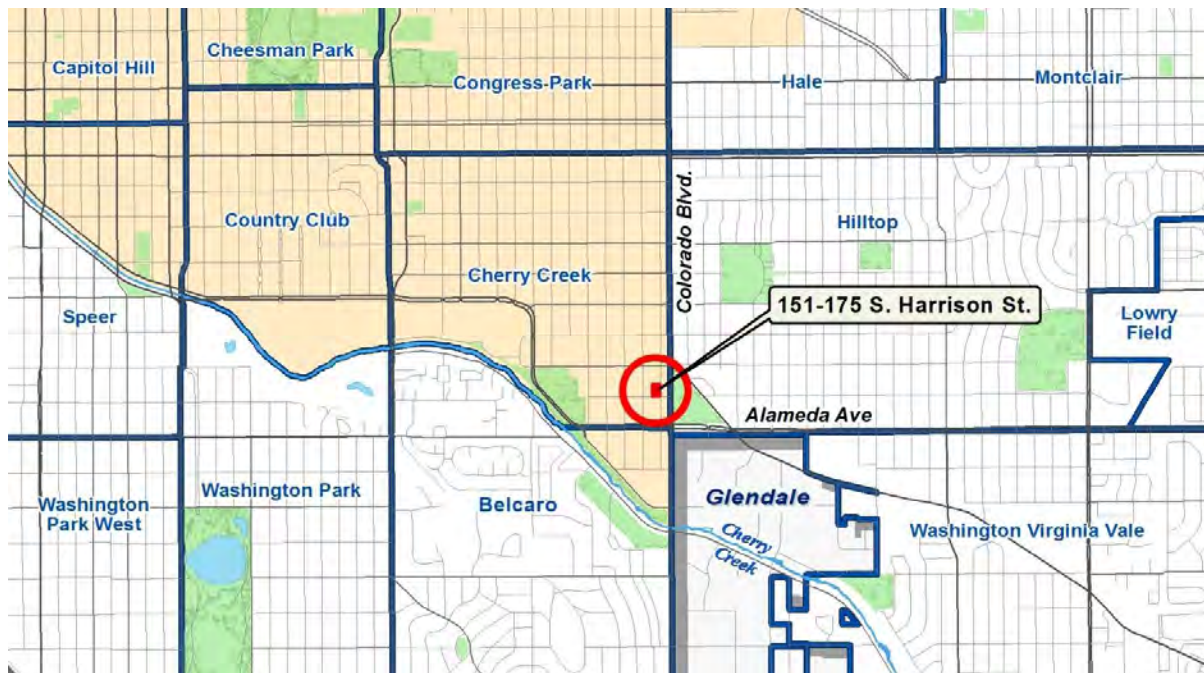 Cheesman Park
Capitol Hill
Congress Park
Hale
Montclair
Country Club
Colorado Blvd.
Hilltop
Cherry Creek
151-175 S. Harrison St.
Speer
Lowry
Field
Alameda Ave
Washington
Park West
Washington Park
Belcaro
Glendale
Washington Virginia Vale
Cherry
Creek